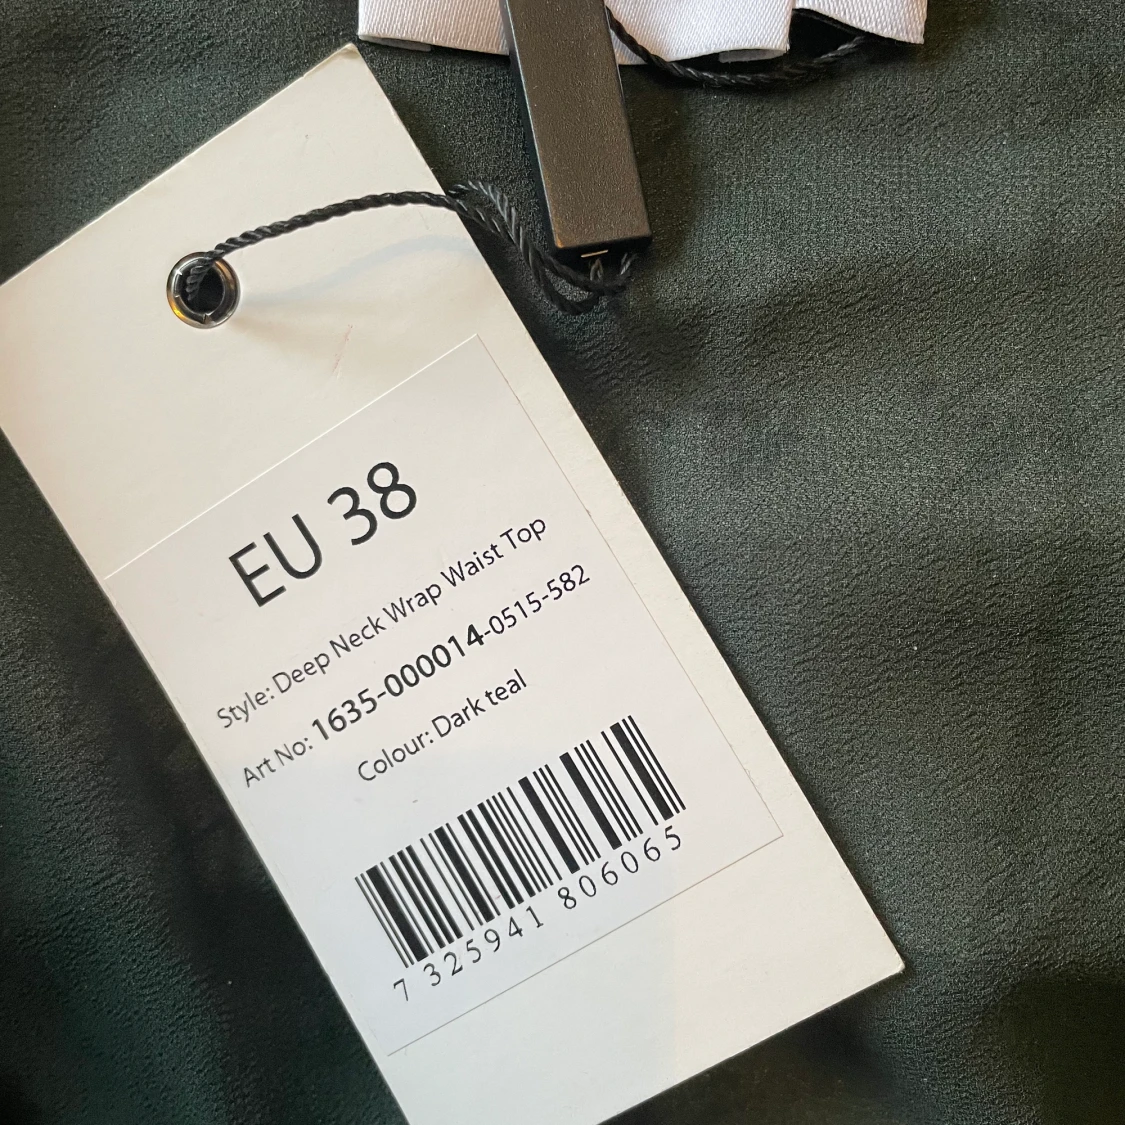 EU 38
Style: Deep Neck Wrap Waist Top
Art No: 1635-000014-0515-582
Colour: Dark teal
7 325941 806065